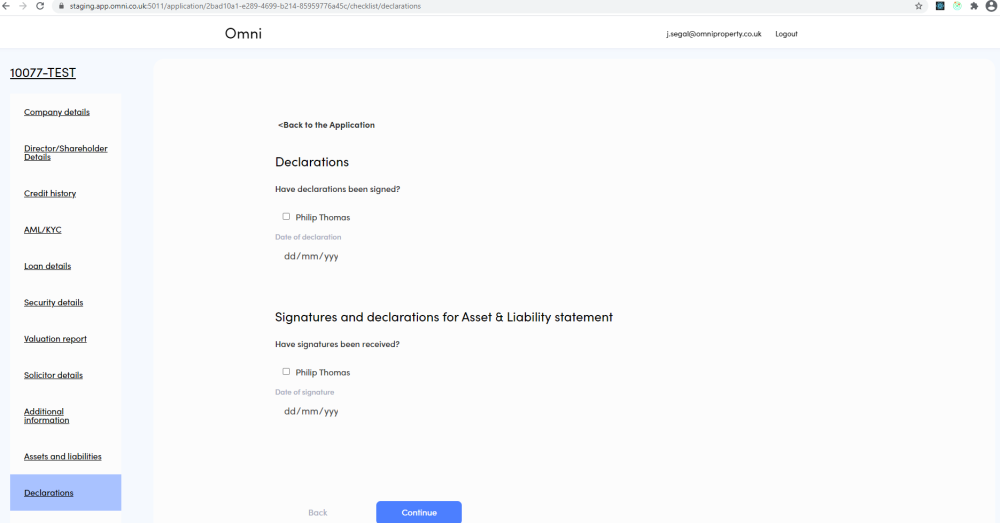 staging.app.omni.co.uk:5011/application/2bad10a1-e289-4699-b214-85959776a45c/checklist/declarations
Omni
j.segal@omniproperty.co.uk Logout
10077-TEST
Company details
Director/Shareholder
Details
Credit history
AML/KYC
Loan details
Security details
Valuation report
Solicitor details
Additional
information
Assets and liabilities
Declarations
<Back to the Application
Declarations
Have declarations been signed?
Philip Thomas
Date of declaration
dd/mm/yyy
Signatures and declarations for Asset & Liability statement
Have signatures been received?
Philip Thomas
Date of signature
dd/mm/yyy
Back Continue